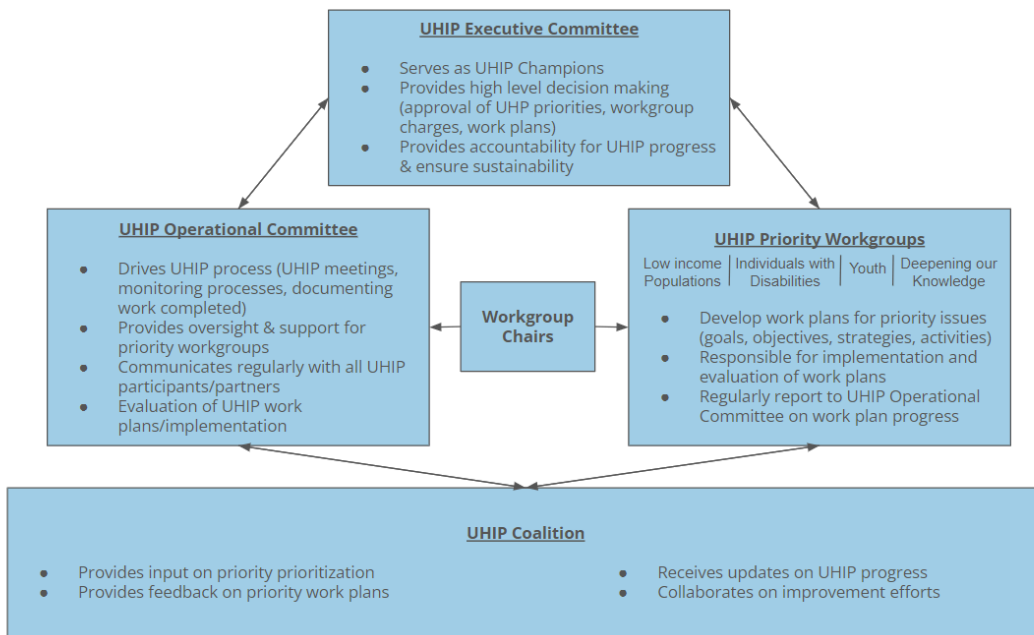 UHIP Executive Committee
● Serves as UHIP Champions
● Provides high level decision making
(approval of UHP priorities, workgroup
charges, work plans)
● Provides accountability for UHIP progress
& ensure sustainability
UHIP Operational Committee
● Drives UHIP process (UHIP meetings,
monitoring processes, documenting
work completed)
● Provides oversight & support for
priority workgroups
● Communicates regularly with all UHIP
participants/partners
● Evaluation of UHIP work
plans/implementation
Workgroup
Chairs
UHIP Priority Workgroups
Low income
Populations
Individuals with
Disabilities
Youth
Deepening our
Knowledge
● Develop work plans for priority issues
(goals, objectives, strategies, activities)
● Responsible for implementation and
evaluation of work plans
● Regularly report to UHIP Operational
Committee on work plan progress
UHIP Coalition
● Provides input on priority prioritization
● Provides feedback on priority work plans
● Receives updates on UHIP progress
● Collaborates on improvement efforts